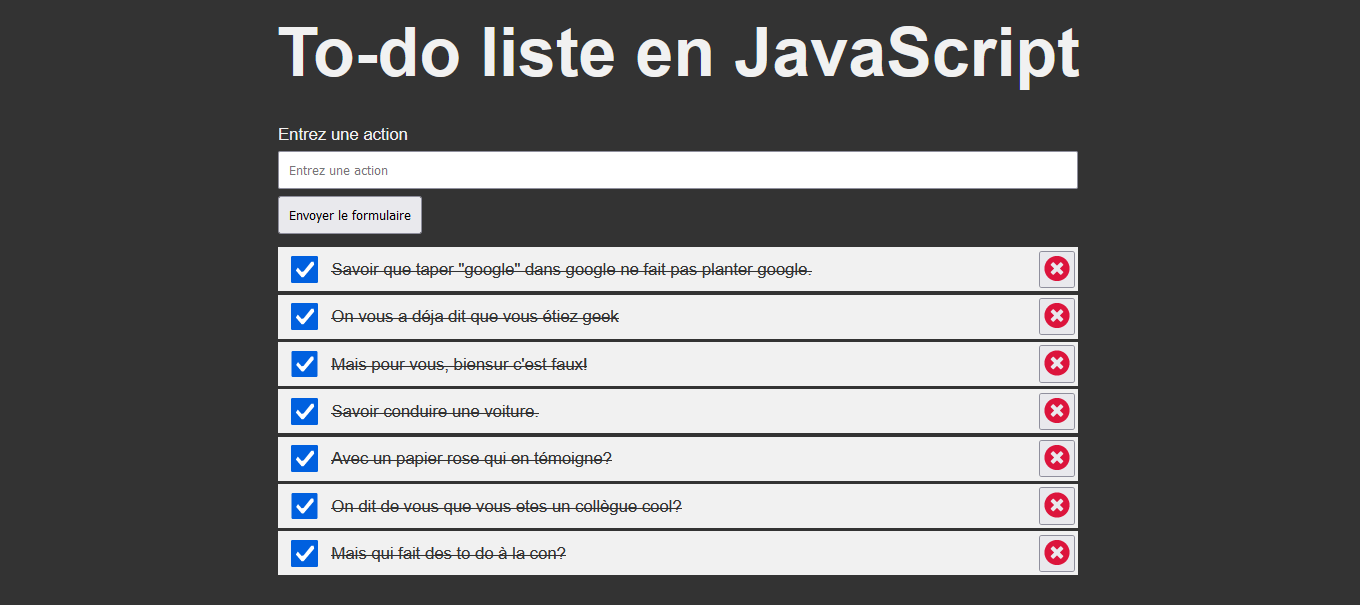 To-do liste en JavaScript
Entrez une action
Entrez une action
Envoyer le formulaire
Savoir que taper "google" dans google ne fait pas planter google.
On vous a déja dit que vous étiez geek
Mais pour vous, biensur c'est faux!
Savoir conduire une voiture.
Avec un papier rose qui en témoigne?
On dit de vous que vous etes un collègue cool?
Mais qui fait des to do à la con?